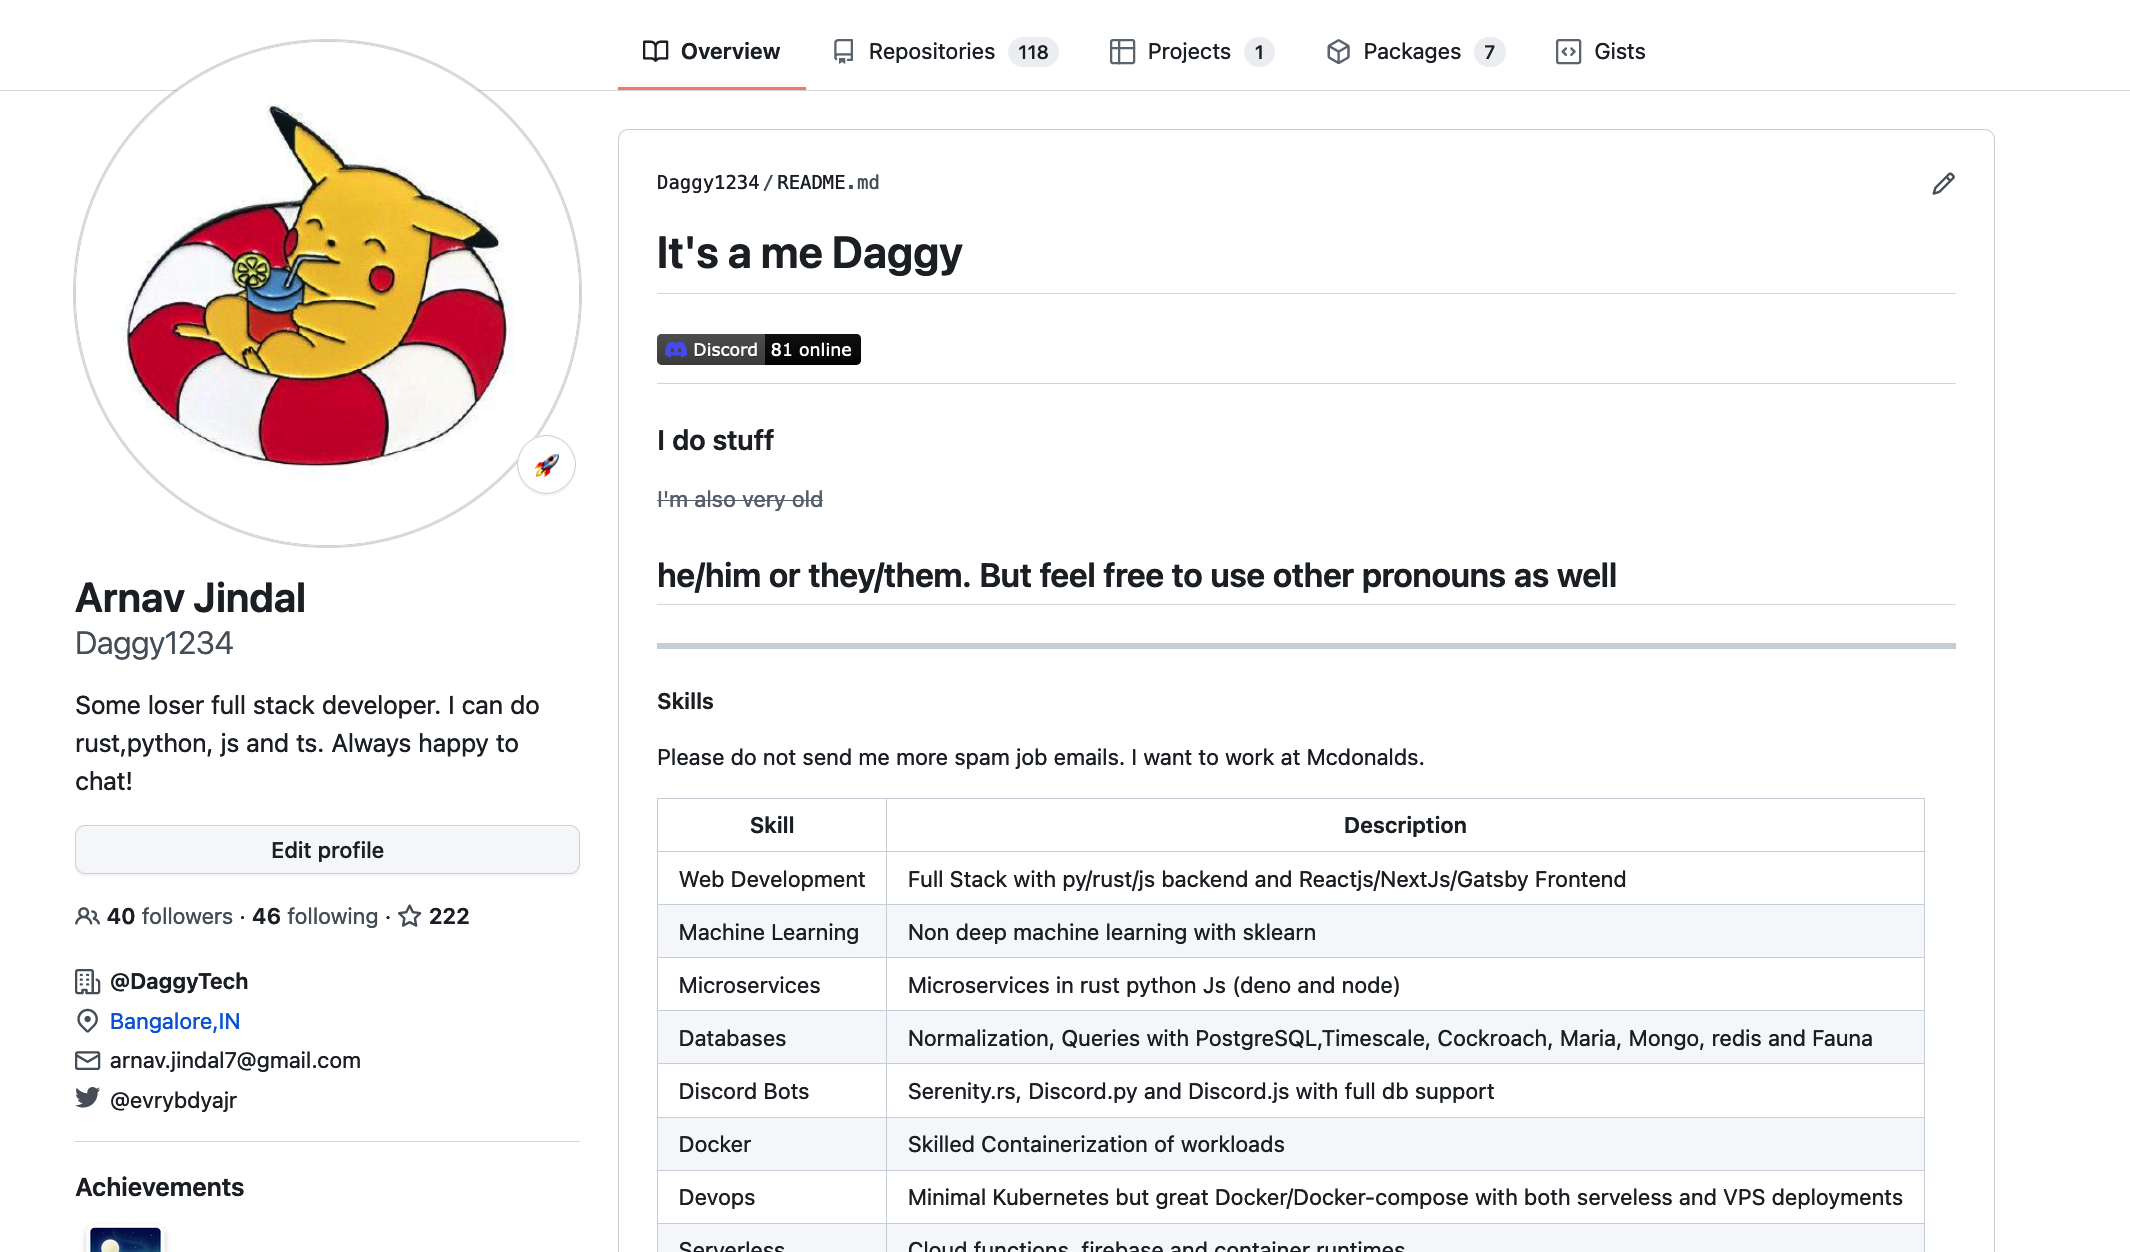 Overview
Repositories 118
Projects 1
Packages 7
Gists
Arnav Jindal
Daggy1234
Some loser full stack developer. I can do
rust,python, js and ts. Always happy to
chat!
Edit profile
40 followers · 46 following · 222
@DaggyTech
Bangalore,IN
arnav.jindal7@gmail.com
@evrybdyajr
Achievements
Daggy1234/README.md
It's a me Daggy
Discord 81 online
I do stuff
I'm also very old
he/him or they/them. But feel free to use other pronouns as well
Skills
Please do not send me more spam job emails. I want to work at Mcdonalds.
Skill Description
Web Development Full Stack with py/rust/js backend and Reactjs/NextJs/Gatsby Frontend
Machine Learning Non deep machine learning with sklearn
Microservices Microservices in rust python Js (deno and node)
Databases Normalization, Queries with PostgreSQL,Timescale, Cockroach, Maria, Mongo, redis and Fauna
Discord Bots Serenity.rs, Discord.py and Discord.js with full db support
Docker Skilled Containerization of workloads
Devops Minimal Kubernetes but great Docker/Docker-compose with both serveless and VPS deployments
Serverless Cloud functions, firebase and container runtimes